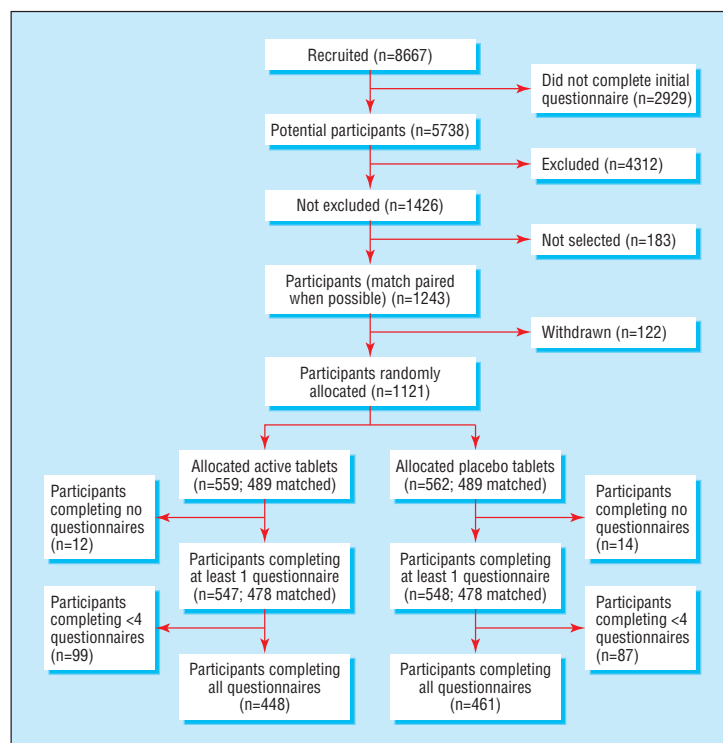 Recruited (n=8667)
Did not complete initial
questionnaire (n=2929)
Potential participants (n=5738)
Excluded (n=4312)
Not excluded (n=1426)
Not selected (n=183)
Participants (match paired
when possible) (n=1243)
Withdrawn (n=122)
Participants randomly
allocated (n=1121)
Allocated active tablets
(n=559; 489 matched)
Allocated placebo tablets
(n=562; 489 matched)
Participants
completing no
questionnaires
(n=12)
Participants
completing no
questionnaires
(n=14)
Participants completing
at least 1 questionnaire
(n=547; 478 matched)
Participants completing
at least 1 questionnaire
(n=548; 478 matched)
Participants
completing <4
questionnaires
(n=99)
Participants
completing <4
questionnaires
(n=87)
Participants completing
all questionnaires
(n=448)
Participants completing
all questionnaires
(n=461)